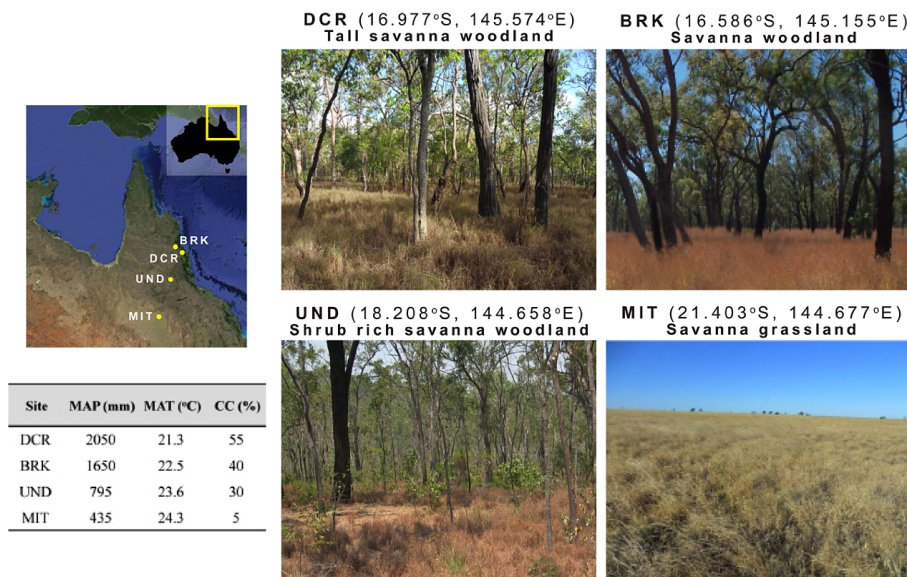 DCR (16.977°S, 145.574°E)
Tall savanna woodland
BRK (16.586°S, 145.155°E)
Savanna woodland
BRK
DCR
UND
MIT
UND (18.208°S, 144.658°E)
Shrub rich savanna woodland
MIT (21.403°S, 144.677°E)
Savanna grassland
Site MAP (mm) MAT (°C) CC (%)
DCR 2050 21.3 55
BRK 1650 22.5 40
UND 795 23.6 30
MIT 435 24.3 5